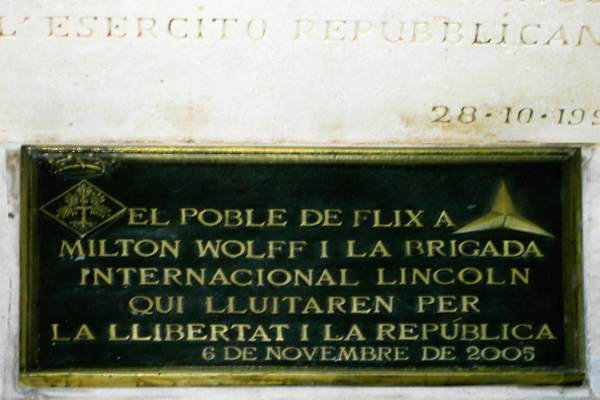 L'ESERCITO REPUBBLICAN
28·10·199
EL POBLE DE FLIX A
MILTON WOLFF I LA BRIGADA
INTERNACIONAL LINCOLN
QUI LLUITAREN PER
LA LLIBERTAT I LA REPÚBLICA
6 DE NOVEMBRE DE 2005